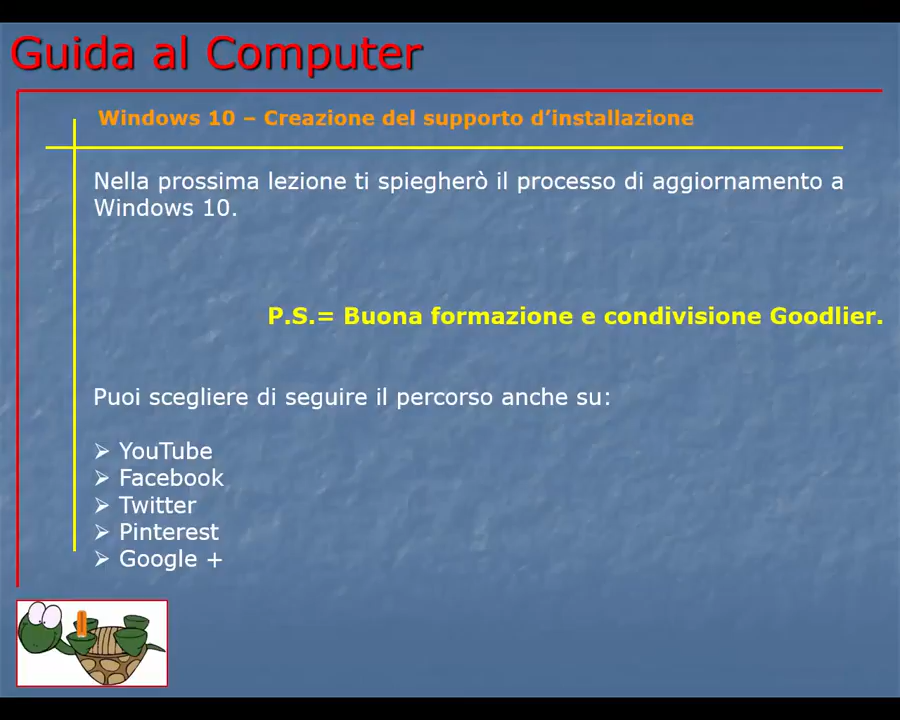 Guida al Computer
Windows 10 – Creazione del supporto d’installazione
Nella prossima lezione ti spiegherò il processo di aggiornamento a
Windows 10.
P.S.= Buona formazione e condivisione Goodlier.
Puoi scegliere di seguire il percorso anche su:
➢ YouTube
➢ Facebook
➢ Twitter
➢ Pinterest
➢ Google +